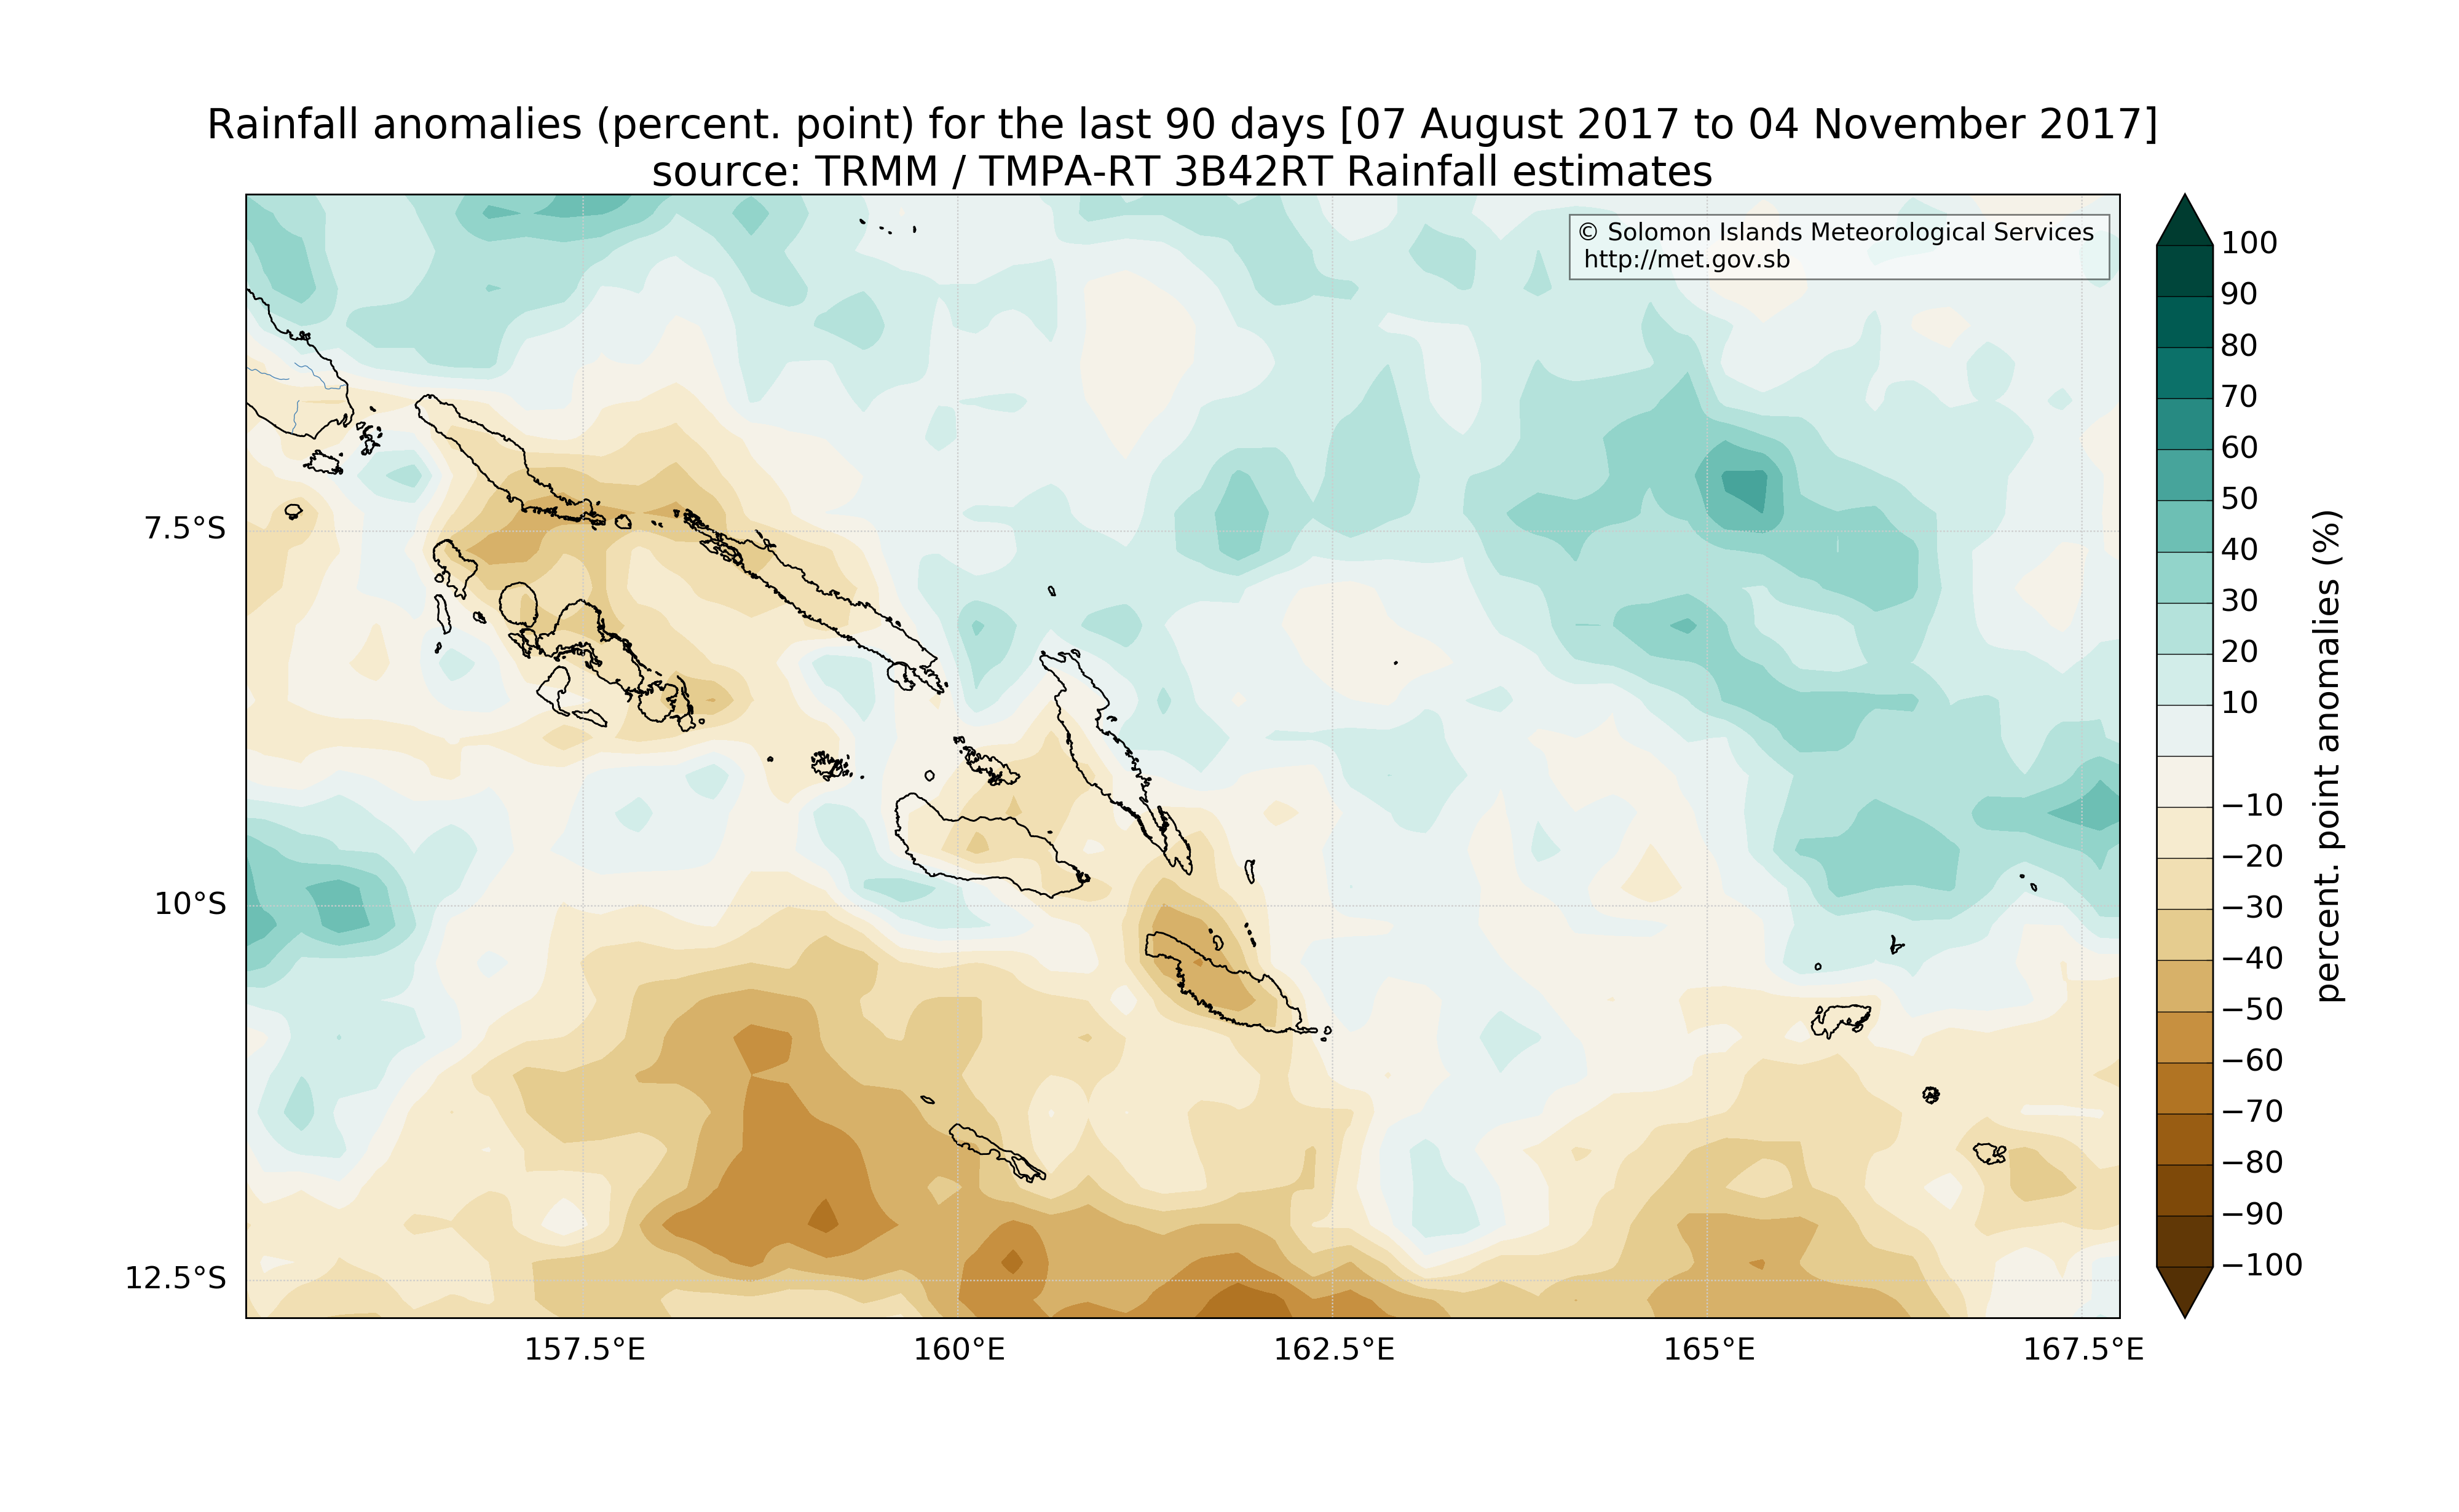 Rainfall anomalies (percent. point) for the last 90 days [07 August 2017 to 04 November 2017]
source: TRMM / TMPA-RT 3B42RT Rainfall estimates
© Solomon Islands Meteorological Services
http://met.gov.sb
7.5°S
10°S
12.5°S
157.5°E
160°E
162.5°E
165°E
167.5°E
100
90
80
70
60
50
40
30
20
10
−10
−20
−30
−40
−50
−60
−70
−80
−90
−100
percent. point anomalies (%)